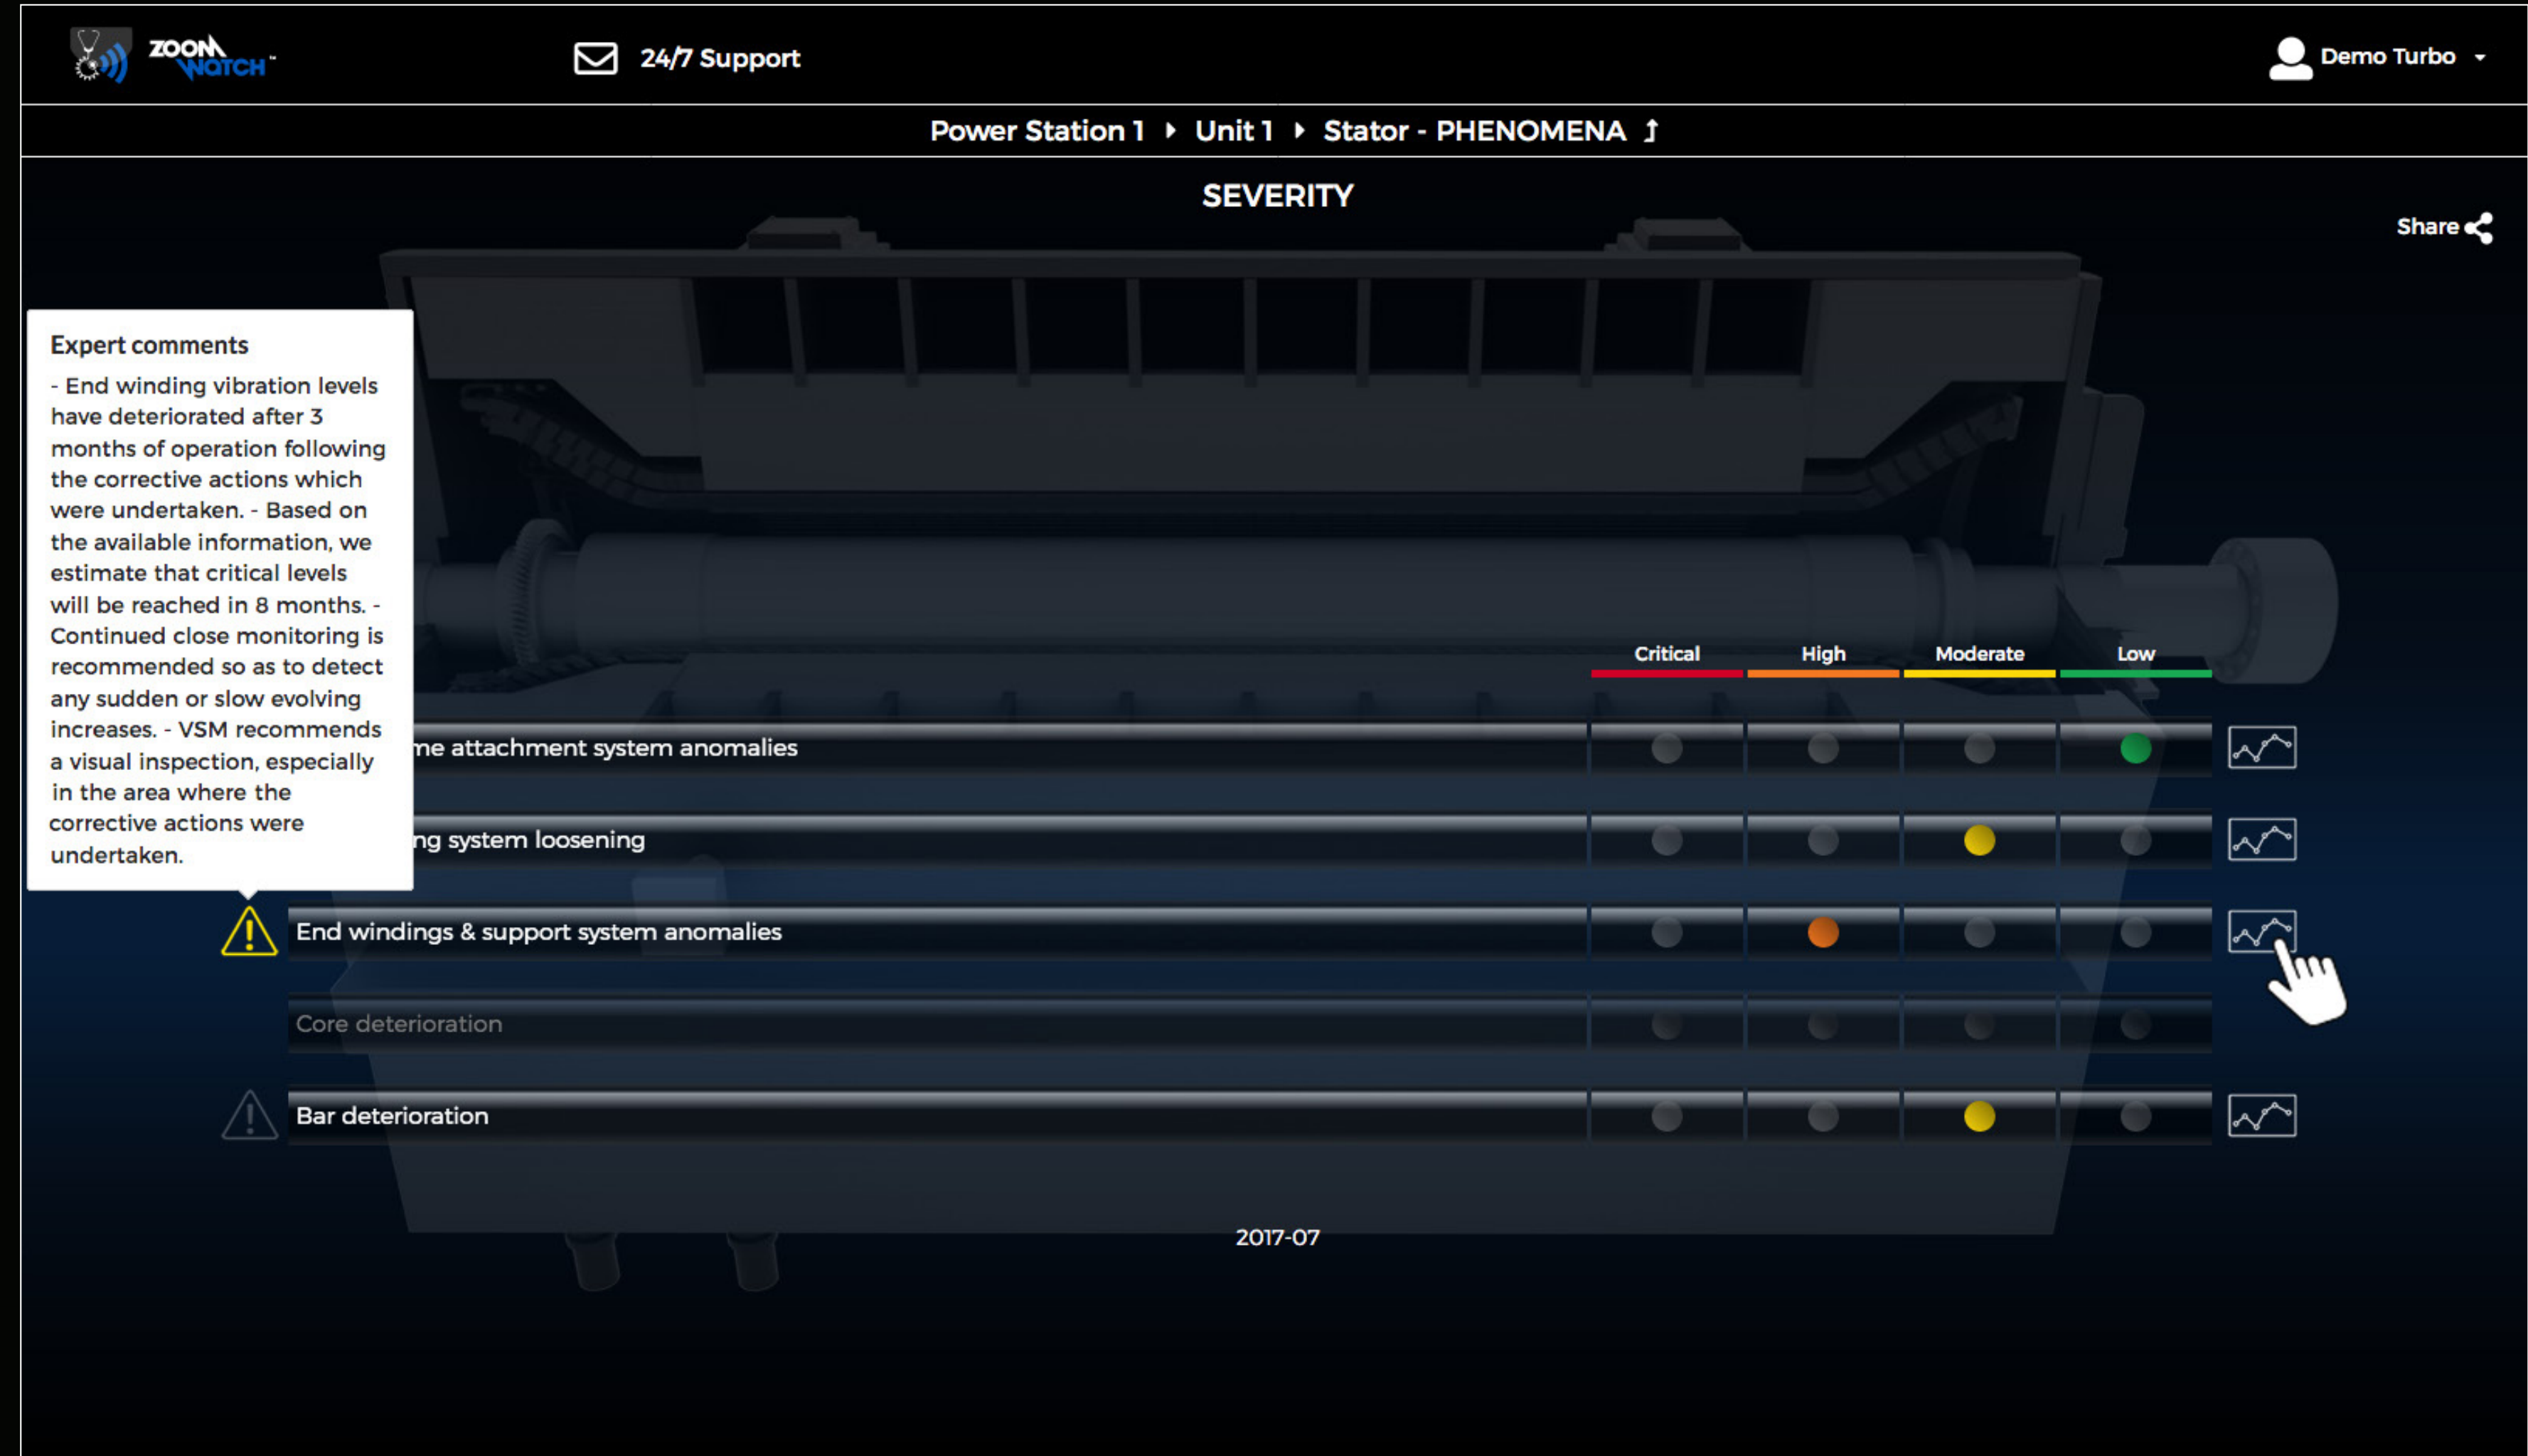 ZOOM
WATCH™
24/7 Support
Demo Turbo
Power Station 1 Unit 1 Stator - PHENOMENA
SEVERITY
Share
Expert comments
- End winding vibration levels
have deteriorated after 3
months of operation following
the corrective actions which
were undertaken. - Based on
the available information, we
estimate that critical levels
will be reached in 8 months. -
Continued close monitoring is
recommended so as to detect
any sudden or slow evolving
increases. - VSM recommends
a visual inspection, especially
in the area where the
corrective actions were
undertaken.
Critical High Moderate Low
attachment system anomalies
system loosening
End windings & support system anomalies
Core deterioration
Bar deterioration
2017-07